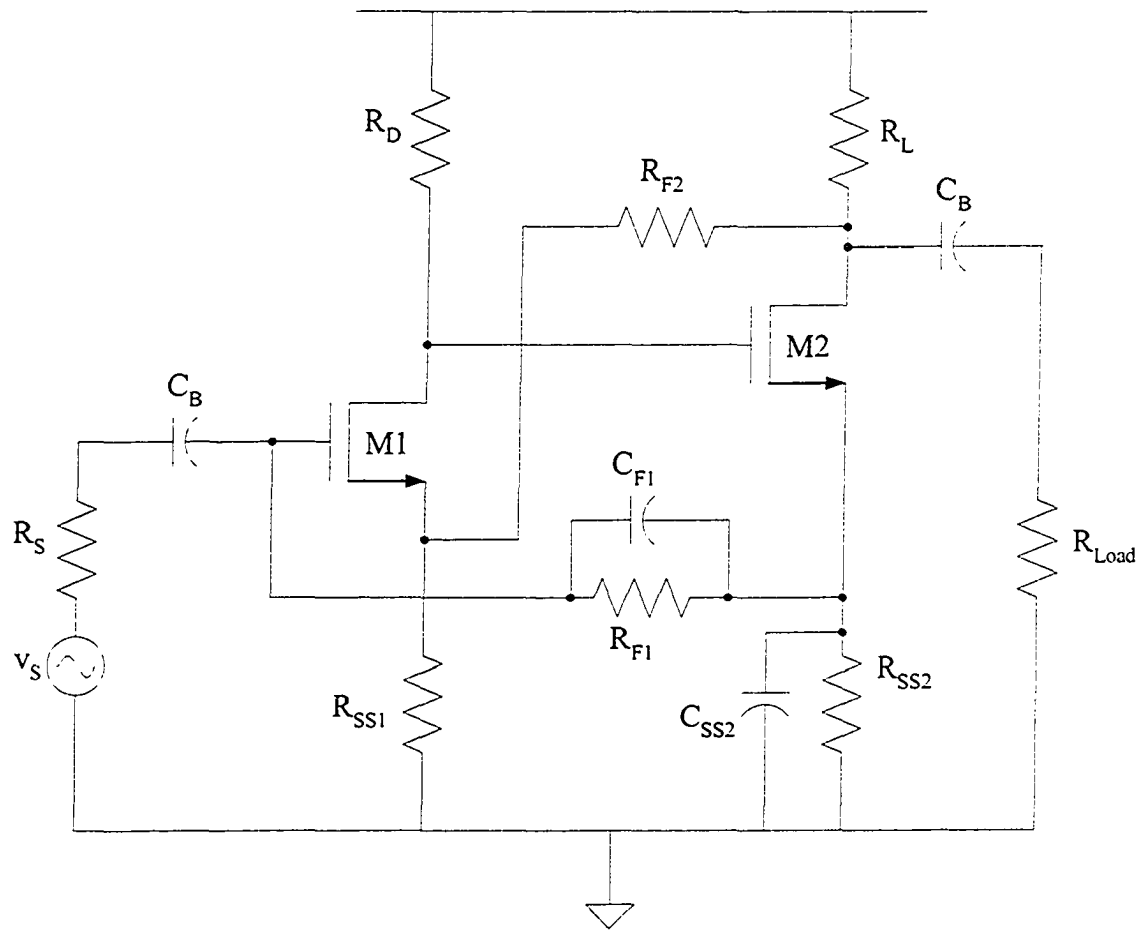 R_D
R_L
R_F2
C_B
M2
C_B
M1
C_F1
R_S
R_Load
R_F1
v_S
R_SS1
C_SS2
R_SS2